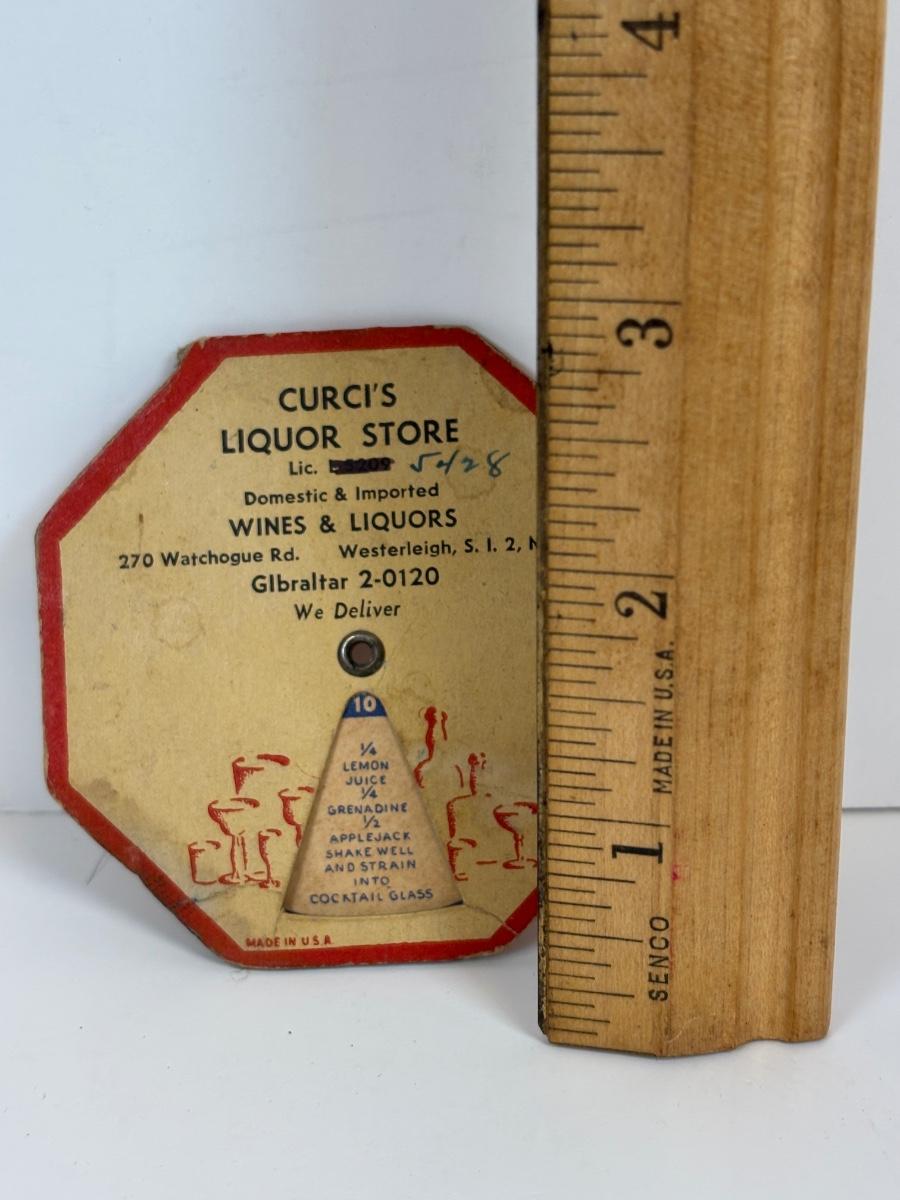 CURCI'S
LIQUOR STORE
Lic. 5428
Domestic & Imported
WINES & LIQUORS
270 Watchogue Rd. Westerleigh, S. I. 2, N
GIbraltar 2-0120
We Deliver
10
1/4
LEMON
JUICE
1/4
GRENADINE
1/2
APPLEJACK
SHAKE WELL
AND STRAIN
INTO
COCKTAIL GLASS
MADE IN U.S.A.
4
3
2
MADE IN U.S.A.
1
SENCO